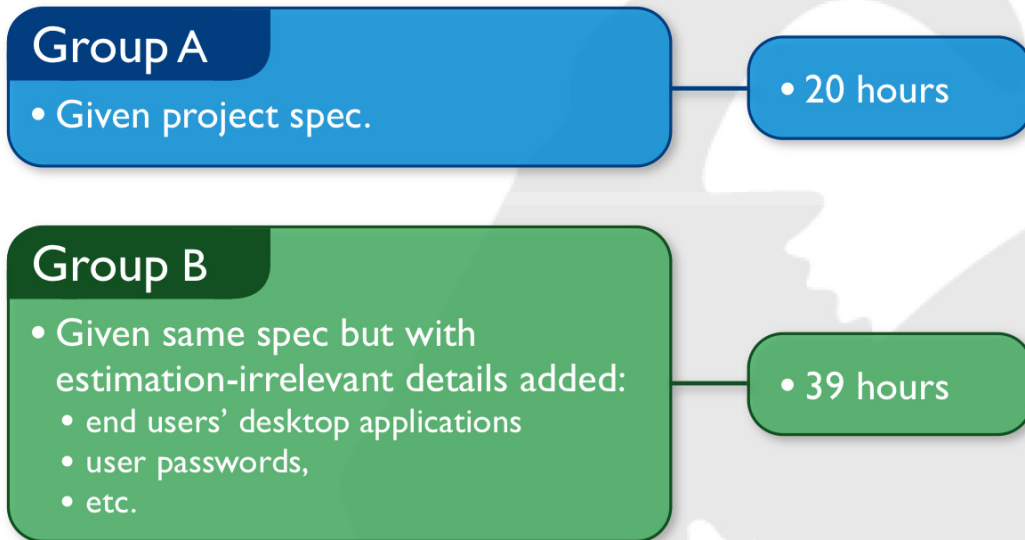 Group A
• Given project spec.
• 20 hours
Group B
• Given same spec but with
estimation-irrelevant details added:
• end users’ desktop applications
• user passwords,
• etc.
• 39 hours